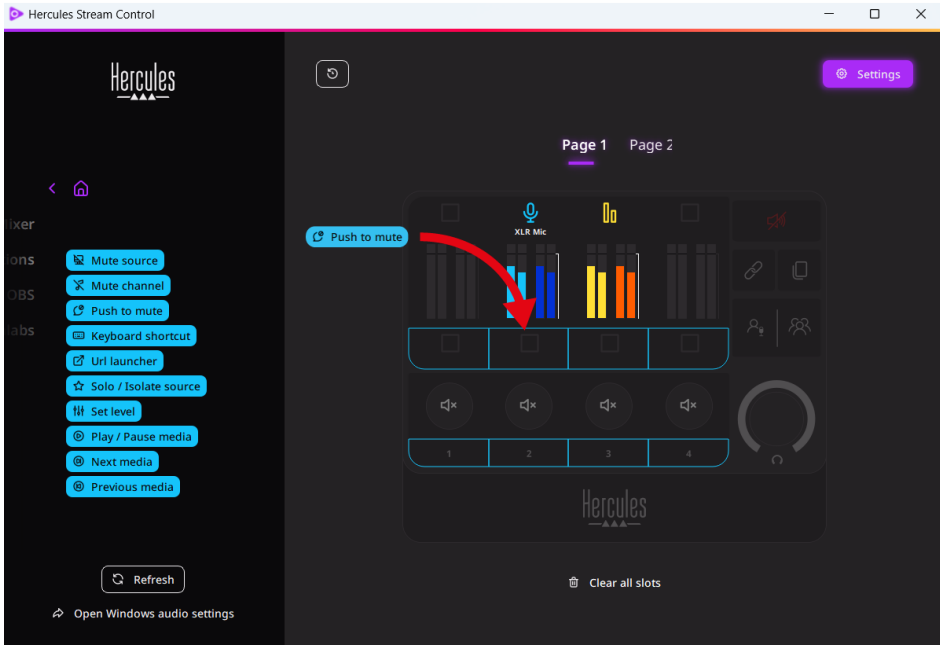 Hercules Stream Control
Hercules
Settings
Page 1
Page 2
ixer
ions
OBS
labs
XLR Mic
Push to mute
Mute source
Mute channel
Push to mute
Keyboard shortcut
Url launcher
Solo / Isolate source
Set level
Play / Pause media
Next media
Previous media
1
2
3
4
Hercules
Refresh
Clear all slots
Open Windows audio settings